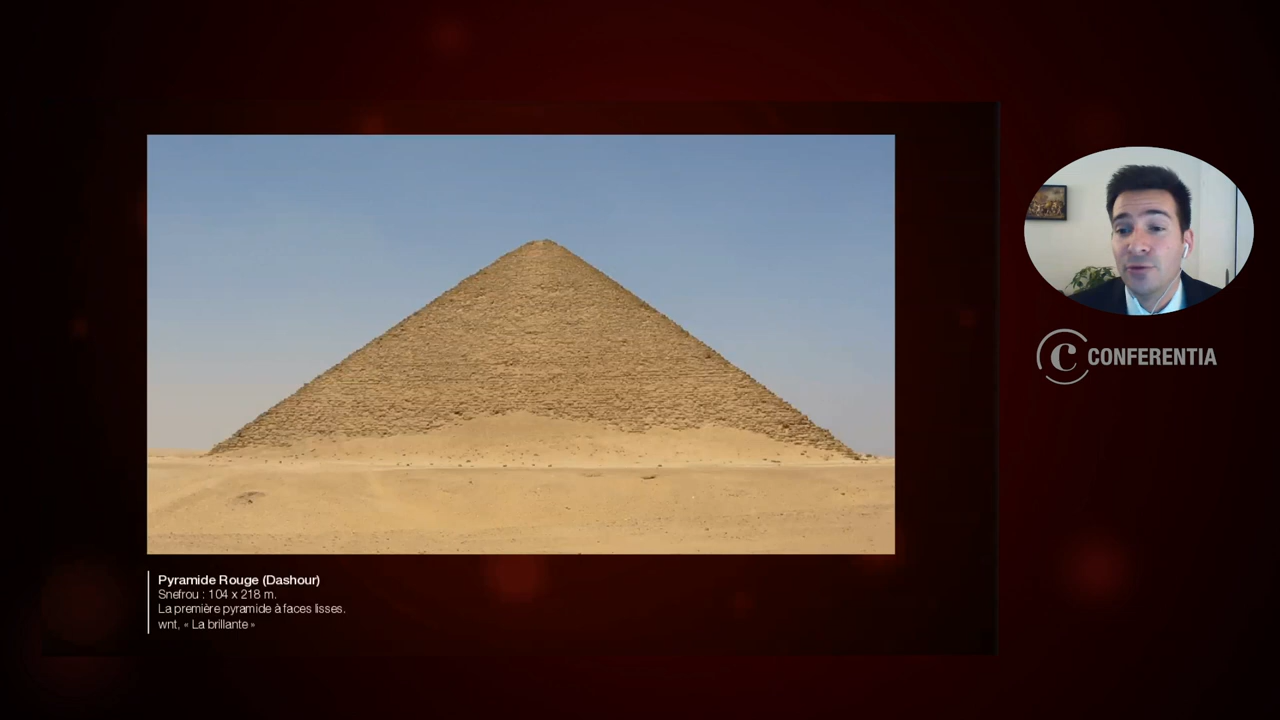 C CONFERENTIA
Pyramide Rouge (Dashour)
Snefrou : 104 x 218 m.
La première pyramide à faces lisses.
wnt, « La brillante »